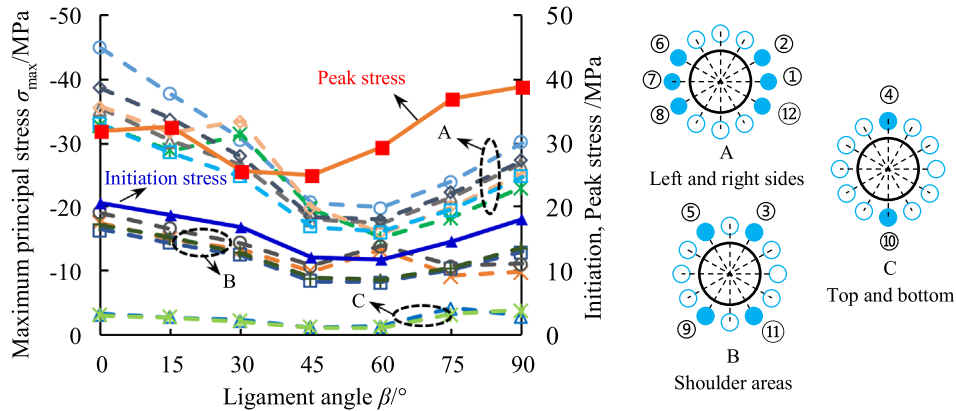 Maximum principal stress σmax/MPa
-50
-40
-30
-20
-10
0
50
40
30
20
10
0
Initiation, Peak stress /MPa
Peak stress
A
Initiation stress
B
C
0 15 30 45 60 75 90
Ligament angle β/°
⑥ ②
⑦ ①
⑧ ⑫
A
Left and right sides
④
⑩
C
Top and bottom
⑤ ③
⑨ ⑪
B
Shoulder areas